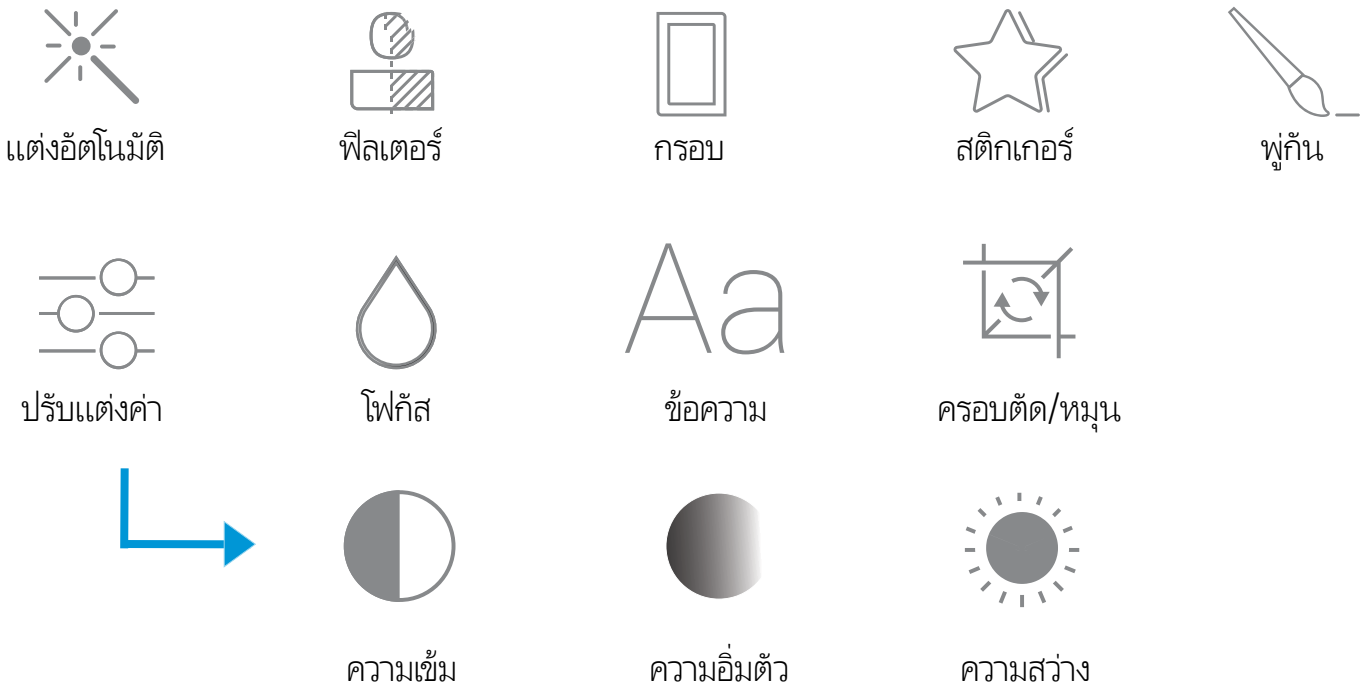 แต่งอัตโนมัติ ฟิลเตอร์ กรอบ สติกเกอร์ พู่กัน
Aa
ปรับแต่งค่า โฟกัส ข้อความ ครอบตัด/หมุน
ความเข้ม ความอิ่มตัว ความสว่าง